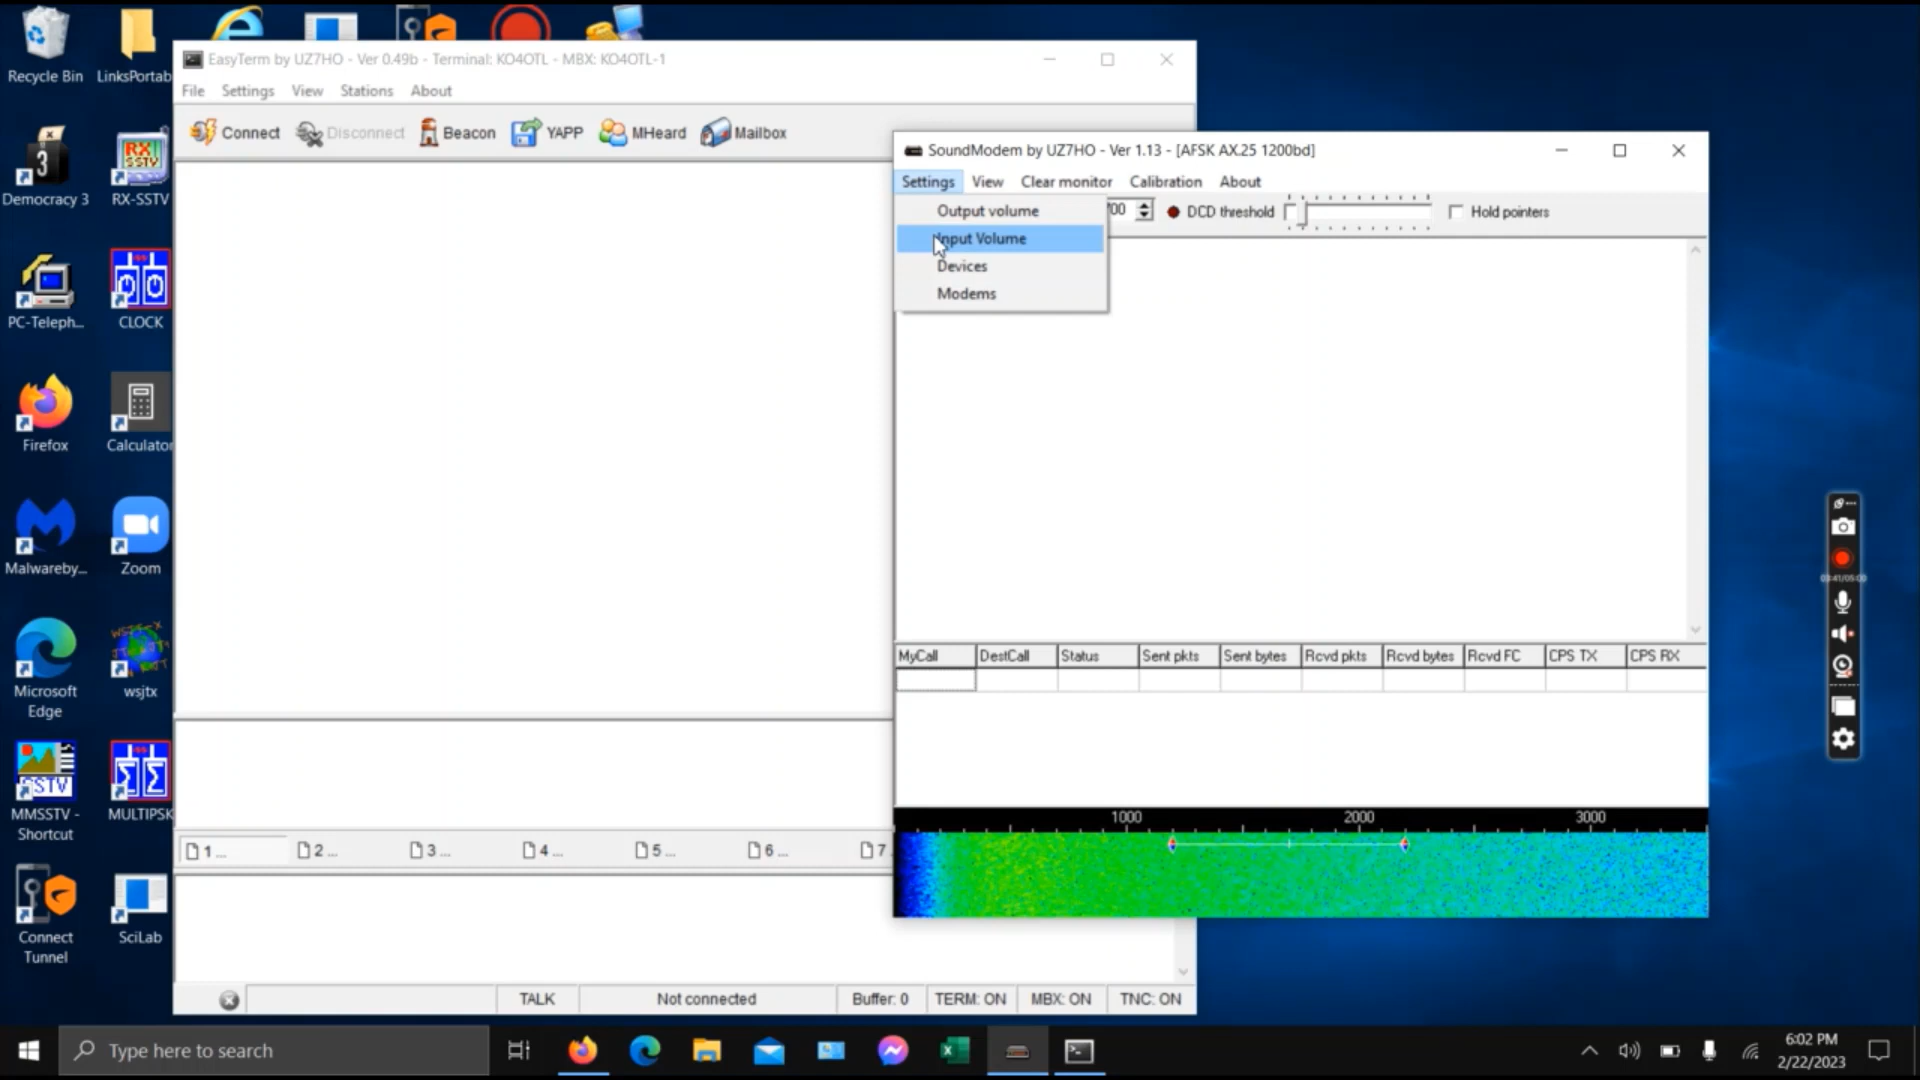 Recycle Bin
LinksPortab
Democracy 3
RX-SSTV
PC-Teleph...
CLOCK
Firefox
Calculator
Malwareby...
Zoom
Microsoft
Edge
wsjtx
MMSSTV -
Shortcut
MULTIPSK
Connect
Tunnel
SciLab
EasyTerm by UZ7HO - Ver 0.49b - Terminal: KO4OTL - MBX: KO4OTL-1
File Settings View Stations About
Connect Disconnect Beacon YAPP MHeard Mailbox
1 ... 2 ... 3 ... 4 ... 5 ... 6 ... 7
TALK Not connected Buffer: 0 TERM: ON MBX: ON TNC: ON
SoundModem by UZ7HO - Ver 1.13 - [AFSK AX.25 1200bd]
Settings View Clear monitor Calibration About
DCD threshold Hold pointers
Output volume
Input Volume
Devices
Modems
MyCall DestCall Status Sent pkts Sent bytes Rcvd pkts Rcvd bytes Rcvd FC CPS TX CPS RX
1000 2000 3000
Type here to search
6:02 PM
2/22/2023